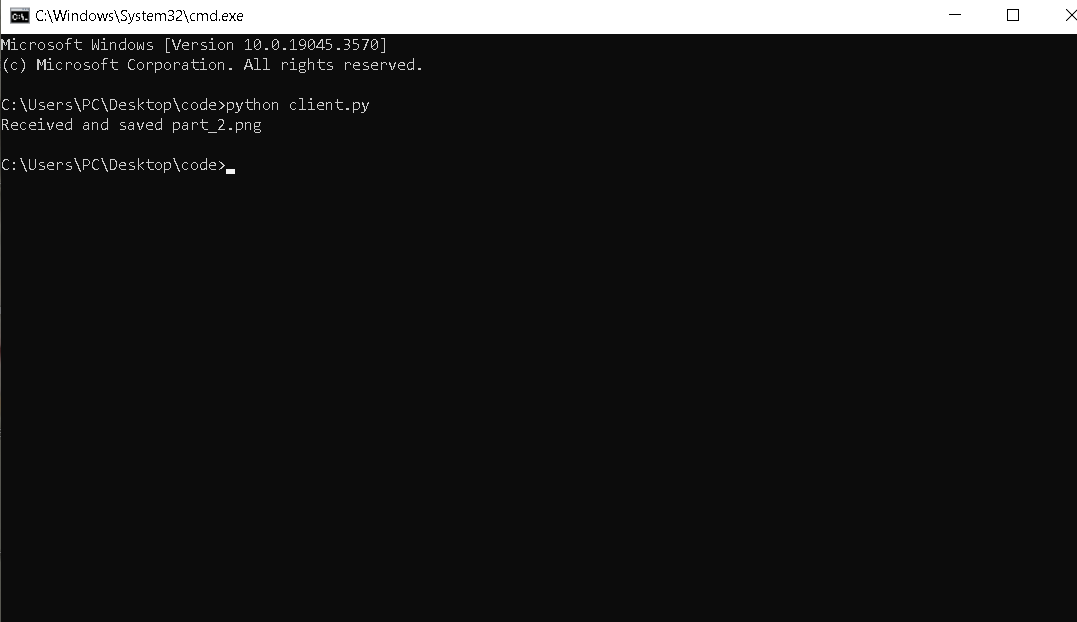 C:\Windows\System32\cmd.exe
Microsoft Windows [Version 10.0.19045.3570]
(c) Microsoft Corporation. All rights reserved.
C:\Users\PC\Desktop\code>python client.py
Received and saved part_2.png
C:\Users\PC\Desktop\code>